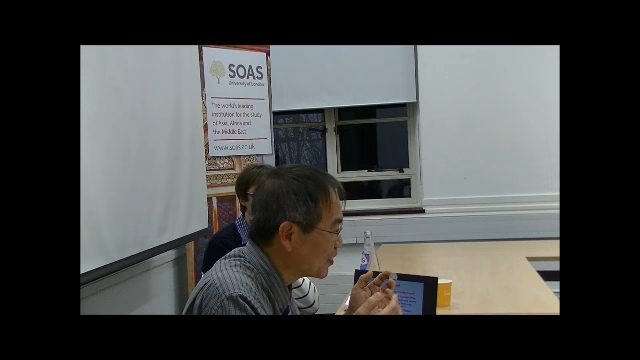 SOAS
University of London
The world's leading
institution for the study
of Asia, Africa and
the Middle East
www.soas.ac.uk